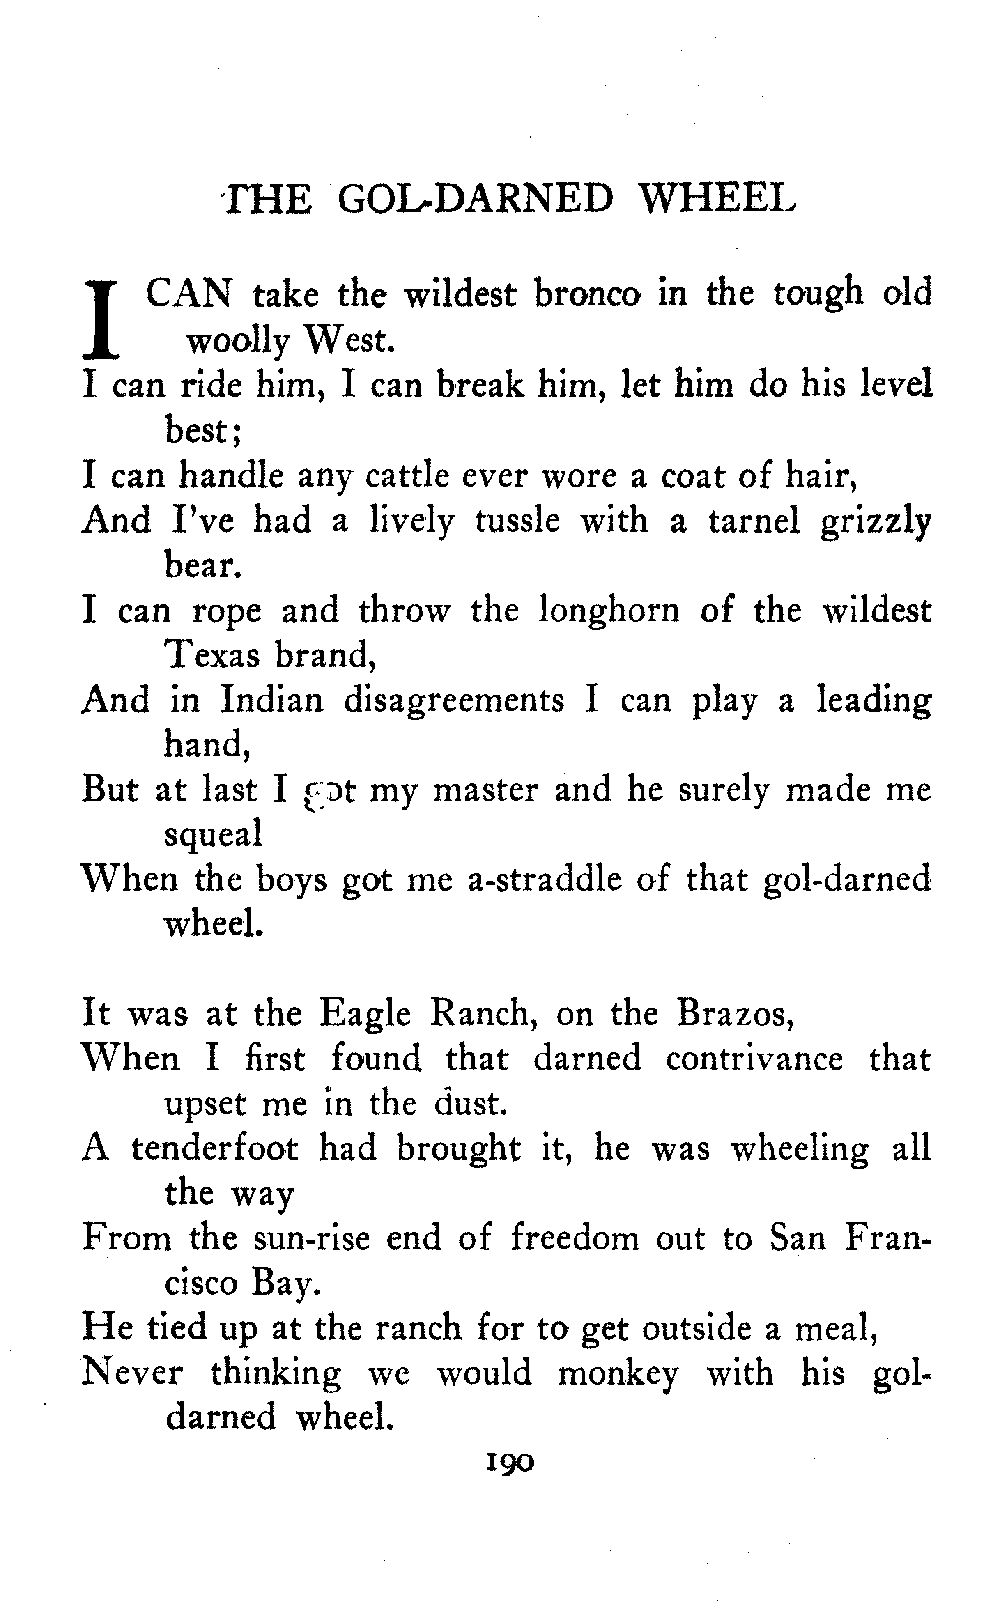 THE GOL-DARNED WHEEL
I CAN take the wildest bronco in the tough old
woolly West.
I can ride him, I can break him, let him do his level
best;
I can handle any cattle ever wore a coat of hair,
And I've had a lively tussle with a tarnel grizzly
bear.
I can rope and throw the longhorn of the wildest
Texas brand,
And in Indian disagreements I can play a leading
hand,
But at last I got my master and he surely made me
squeal
When the boys got me a-straddle of that gol-darned
wheel.
It was at the Eagle Ranch, on the Brazos,
When I first found that darned contrivance that
upset me in the dust.
A tenderfoot had brought it, he was wheeling all
the way
From the sun-rise end of freedom out to San Fran-
cisco Bay.
He tied up at the ranch for to get outside a meal,
Never thinking we would monkey with his gol-
darned wheel.
190